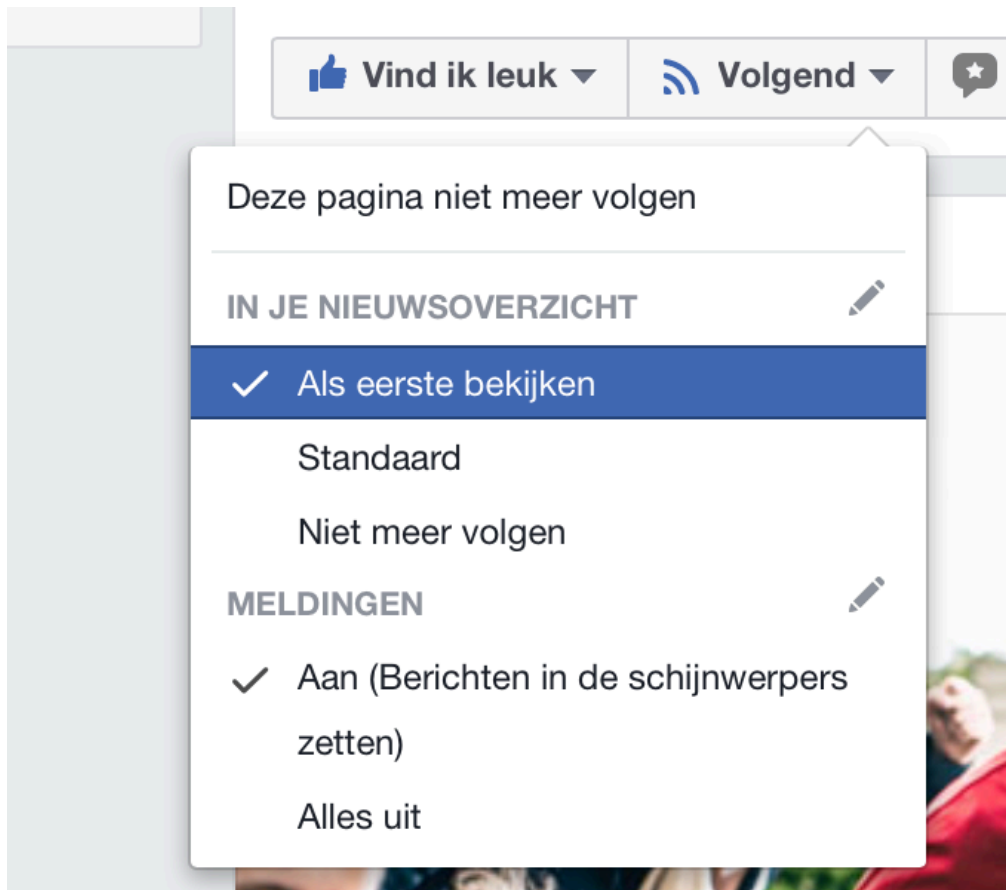 Vind ik leuk Volgend
Deze pagina niet meer volgen
IN JE NIEUWSOVERZICHT
Als eerste bekijken
Standaard
Niet meer volgen
MELDINGEN
Aan (Berichten in de schijnwerpers
zetten)
Alles uit